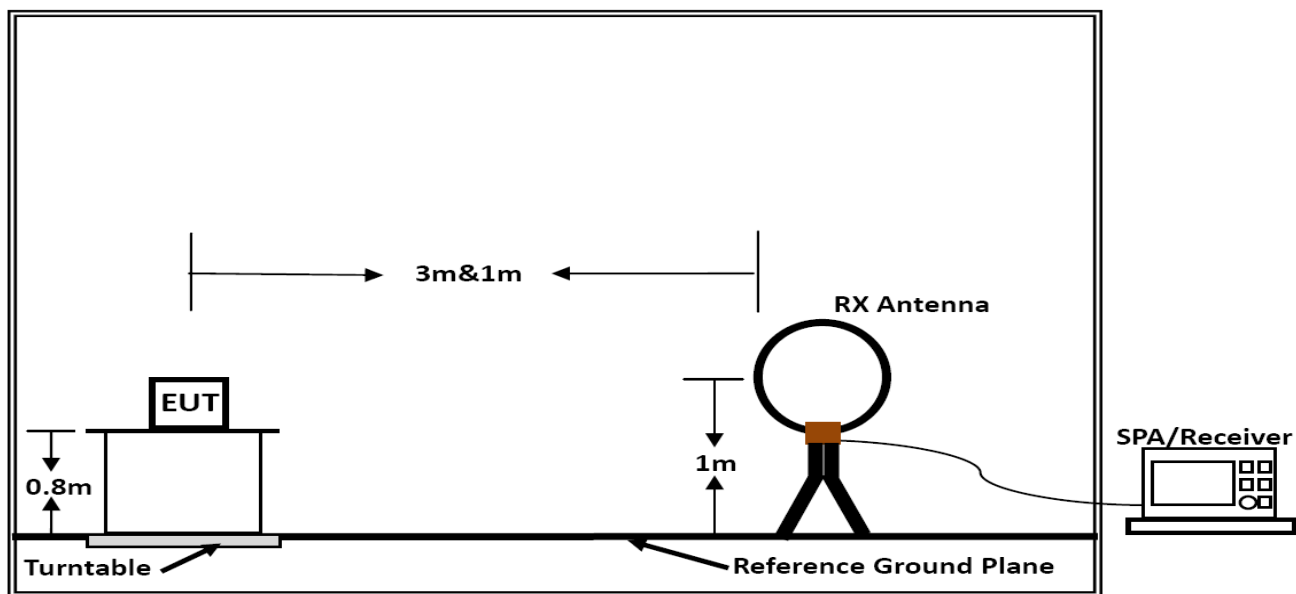 3m&1m
RX Antenna
EUT
SPA/Receiver
1m
0.8m
Turntable
Reference Ground Plane